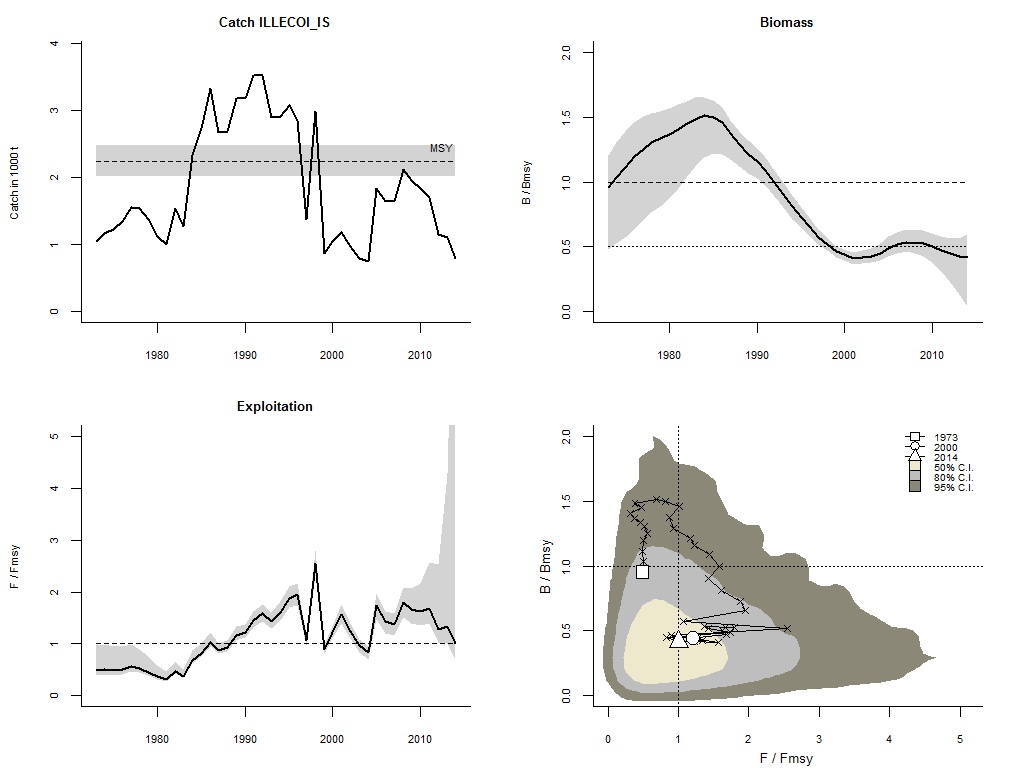 Catch ILLECOI_IS
Catch in 1000 t
4
3
2
1
0
MSY
1980 1990 2000 2010
Biomass
B / Bmsy
2.0
1.5
1.0
0.5
0.0
1980 1990 2000 2010
Exploitation
F / Fmsy
5
4
3
2
1
0
1980 1990 2000 2010
B / Bmsy
2.0
1.5
1.0
0.5
0.0
1973
2000
2014
50% C.I.
80% C.I.
95% C.I.
0 1 2 3 4 5
F / Fmsy